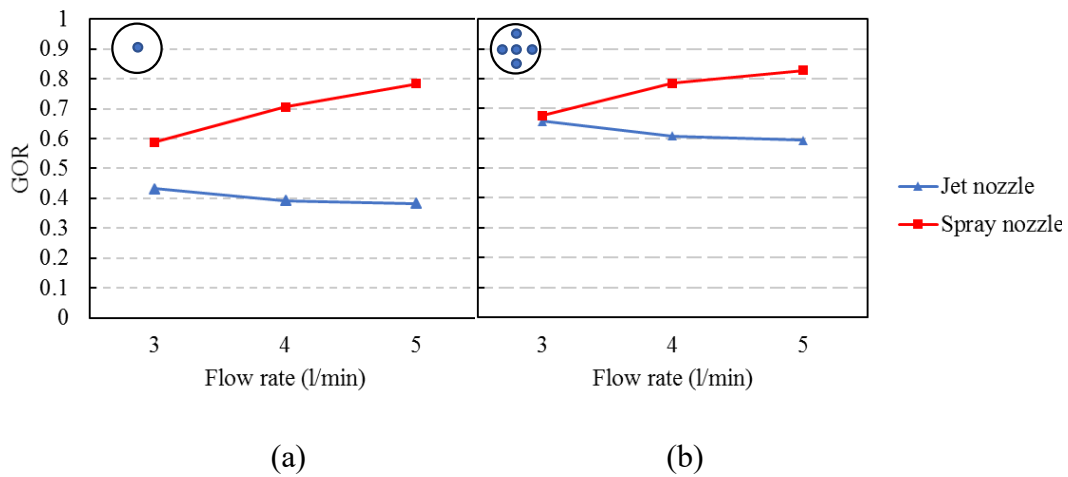 1
0.9
0.8
0.7
0.6
0.5
0.4
0.3
0.2
0.1
0
GOR
3 4 5
Flow rate (l/min)
(a)
3 4 5
Flow rate (l/min)
(b)
Jet nozzle
Spray nozzle